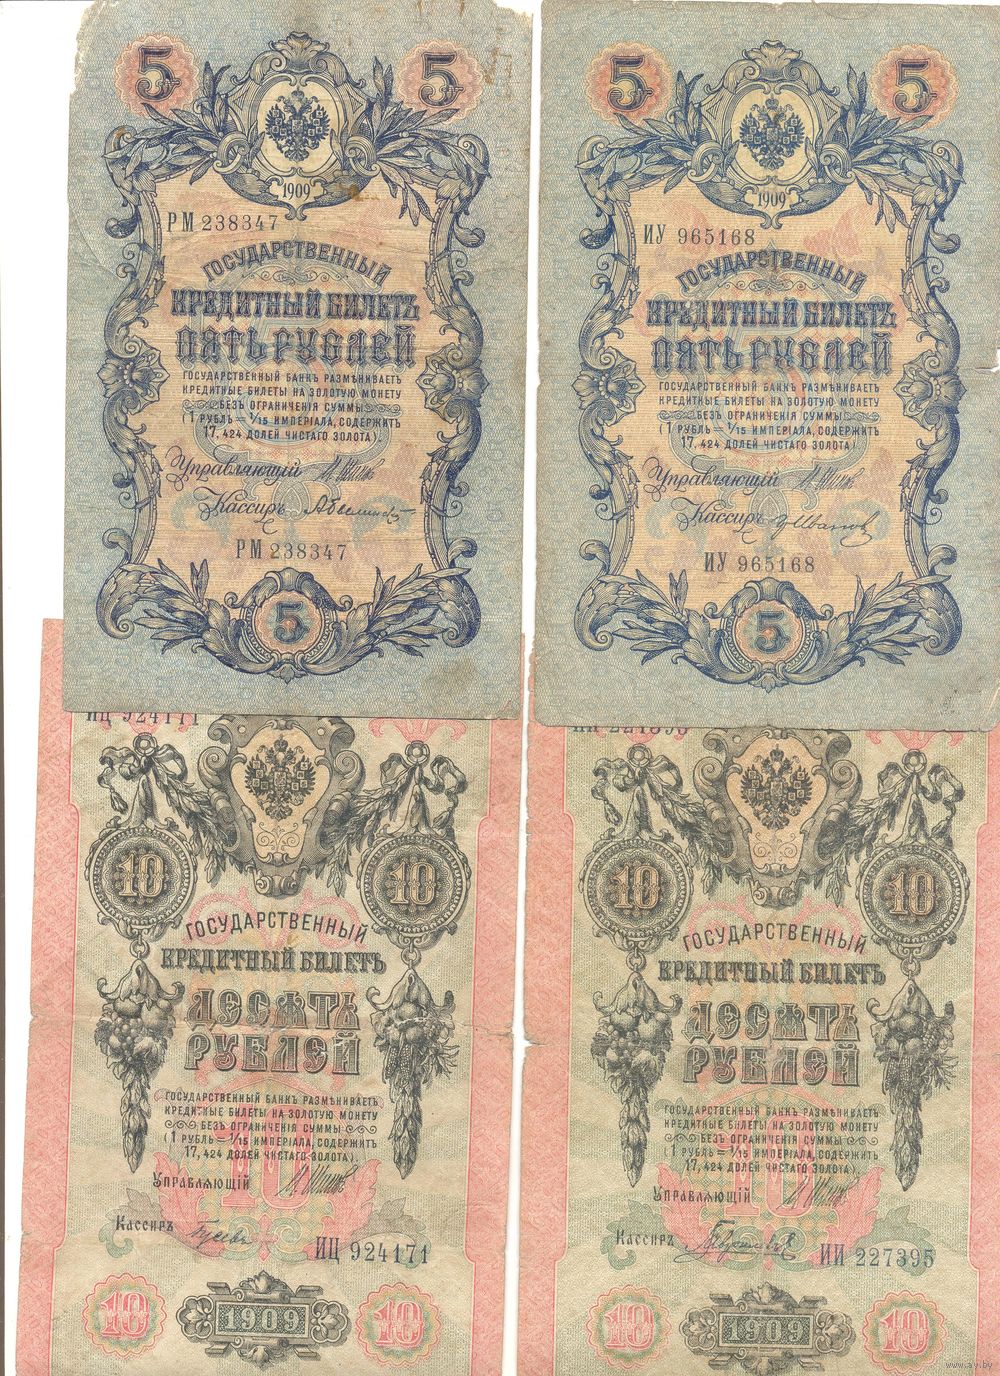 5 5
1909
РМ 238347
ГОСУДАРСТВЕННЫЙ
КРЕДИТНЫЙ БИЛЕТЪ
ПЯТЬ РУБЛЕЙ
ГОСУДАРСТВЕННЫЙ БАНКЪ РАЗМѢНИВАЕТЪ
КРЕДИТНЫЕ БИЛЕТЫ НА ЗОЛОТУЮ МОНЕТУ
БЕЗЪ ОГРАНИЧЕНІЯ СУММЫ
(1 РУБЛЬ = 1/15 ИМПЕРІАЛА, СОДЕРЖИТЪ
17,424 ДОЛЕЙ ЧИСТАГО ЗОЛОТА).
Управляющій
Кассиръ
РМ 238347
5
5 5
1909
ИУ 965168
ГОСУДАРСТВЕННЫЙ
КРЕДИТНЫЙ БИЛЕТЪ
ПЯТЬ РУБЛЕЙ
ГОСУДАРСТВЕННЫЙ БАНКЪ РАЗМѢНИВАЕТЪ
КРЕДИТНЫЕ БИЛЕТЫ НА ЗОЛОТУЮ МОНЕТУ
БЕЗЪ ОГРАНИЧЕНІЯ СУММЫ
(1 РУБЛЬ = 1/15 ИМПЕРІАЛА, СОДЕРЖИТЪ
17,424 ДОЛЕЙ ЧИСТАГО ЗОЛОТА)
Управляющій
Кассиръ Ивановъ
ИУ 965168
5
ИЦ 924171
10 10
ГОСУДАРСТВЕННЫЙ
КРЕДИТНЫЙ БИЛЕТЪ
ДЕСЯТЬ
РУБЛЕЙ
ГОСУДАРСТВЕННЫЙ БАНКЪ РАЗМѢНИВАЕТЪ
КРЕДИТНЫЕ БИЛЕТЫ НА ЗОЛОТУЮ МОНЕТУ
БЕЗЪ ОГРАНИЧЕНІЯ СУММЫ
(1 РУБЛЬ = 1/15 ИМПЕРІАЛА, СОДЕРЖИТЪ
17,424 ДОЛЕЙ ЧИСТАГО ЗОЛОТА).
УПРАВЛЯЮЩІЙ
КАССИРЪ Гусевъ
ИЦ 924171
10 1909 10
10 10
ГОСУДАРСТВЕННЫЙ
КРЕДИТНЫЙ БИЛЕТЪ
ДЕСЯТЬ
РУБЛЕЙ
ГОСУДАРСТВЕННЫЙ БАНКЪ РАЗМѢНИВАЕТЪ
КРЕДИТНЫЕ БИЛЕТЫ НА ЗОЛОТУЮ МОНЕТУ
БЕЗЪ ОГРАНИЧЕНІЯ СУММЫ
(1 РУБЛЬ = 1/15 ИМПЕРІАЛА, СОДЕРЖИТЪ
17,424 ДОЛЕЙ ЧИСТАГО ЗОЛОТА).
УПРАВЛЯЮЩІЙ
КАССИРЪ
ИИ 227395
10 1909 10
www.ay.by